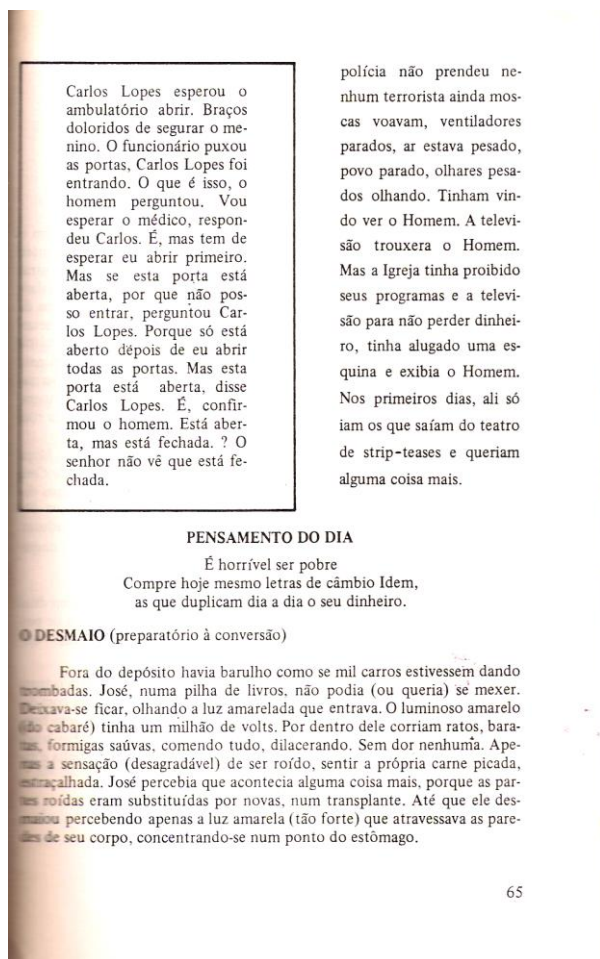 Carlos Lopes esperou o
ambulatório abrir. Braços
doloridos de segurar o me-
nino. O funcionário puxou
as portas, Carlos Lopes foi
entrando. O que é isso, o
homem perguntou. Vou
esperar o médico, respon-
deu Carlos. É, mas tem de
esperar eu abrir primeiro.
Mas se esta porta está
aberta, por que não pos-
so entrar, perguntou Car-
los Lopes. Porque só está
aberto depois de eu abrir
todas as portas. Mas esta
porta está aberta, disse
Carlos Lopes. É, confir-
mou o homem. Está aber-
ta, mas está fechada. ? O
senhor não vê que está fe-
chada.
polícia não prendeu ne-
nhum terrorista ainda mos-
cas voavam, ventiladores
parados, ar estava pesado,
povo parado, olhares pesa-
dos olhando. Tinham vin-
do ver o Homem. A televi-
são trouxera o Homem.
Mas a Igreja tinha proibido
seus programas e a televi-
são para não perder dinhei-
ro, tinha alugado uma es-
quina e exibia o Homem.
Nos primeiros dias, ali só
iam os que saíam do teatro
de strip-teases e queriam
alguma coisa mais.
PENSAMENTO DO DIA
É horrível ser pobre
Compre hoje mesmo letras de câmbio Idem,
as que duplicam dia a dia o seu dinheiro.
O DESMAIO (preparatório à conversão)
Fora do depósito havia barulho como se mil carros estivessem dando
trombadas. José, numa pilha de livros, não podia (ou queria) se mexer.
Deixava-se ficar, olhando a luz amarelada que entrava. O luminoso amarelo
(do cabaré) tinha um milhão de volts. Por dentro dele corriam ratos, bara-
tas, formigas saúvas, comendo tudo, dilacerando. Sem dor nenhuma. Ape-
nas a sensação (desagradável) de ser roído, sentir a própria carne picada,
estraçalhada. José percebia que acontecia alguma coisa mais, porque as par-
tes roídas eram substituídas por novas, num transplante. Até que ele des-
maiou percebendo apenas a luz amarela (tão forte) que atravessava as pare-
des de seu corpo, concentrando-se num ponto do estômago.
65